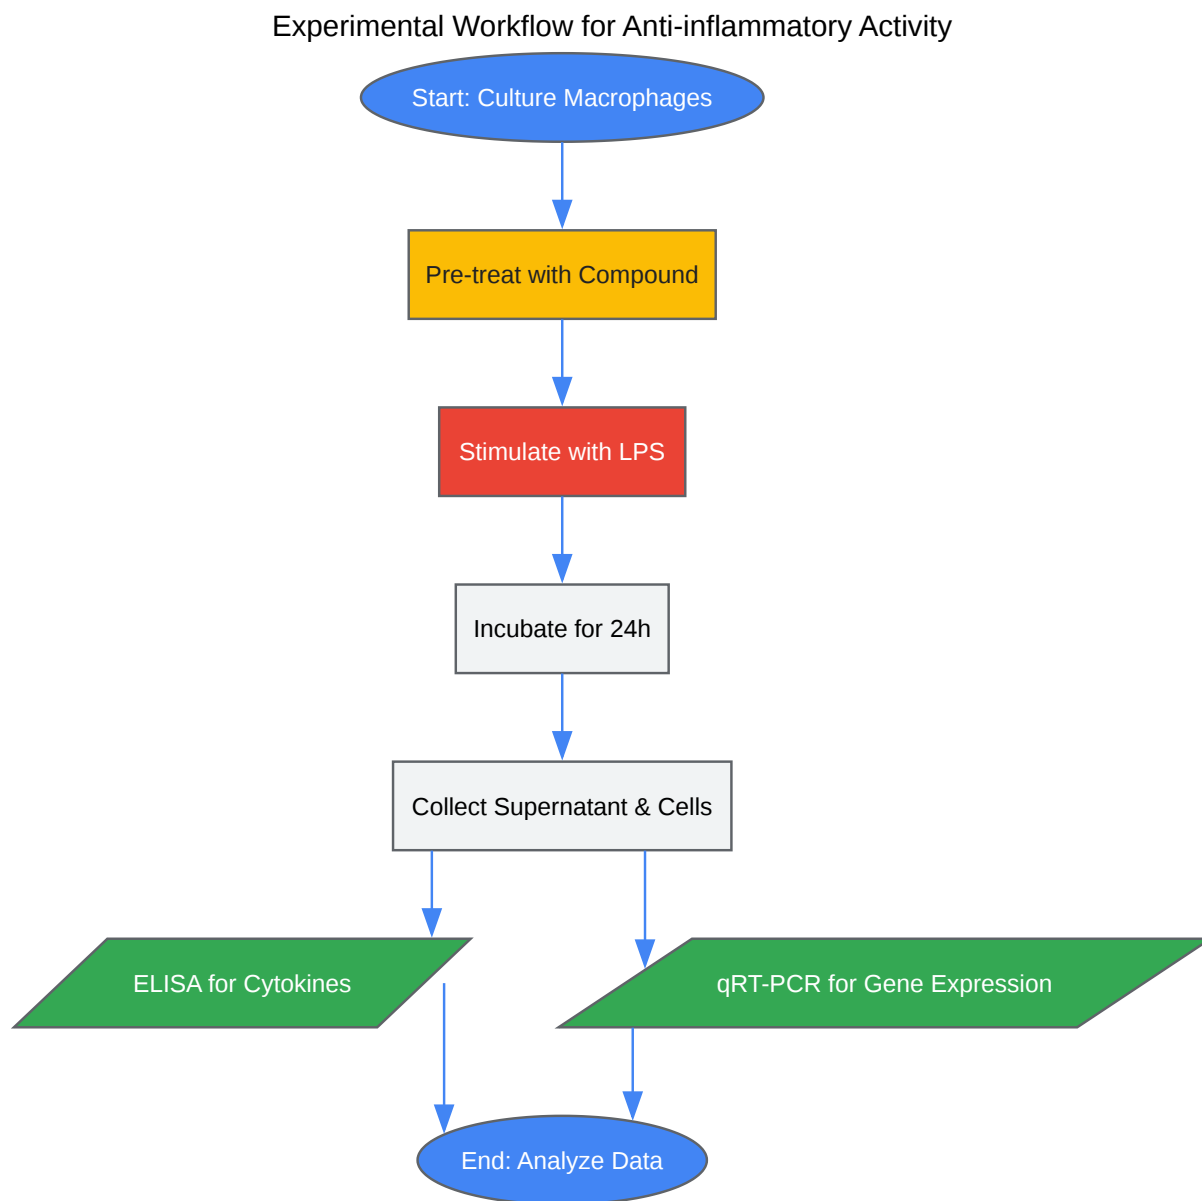 Experimental Workflow for Anti-inflammatory Activity
Start: Culture Macrophages
Pre-treat with Compound
Stimulate with LPS
Incubate for 24h
Collect Supernatant & Cells
ELISA for Cytokines
qRT-PCR for Gene Expression
End: Analyze Data